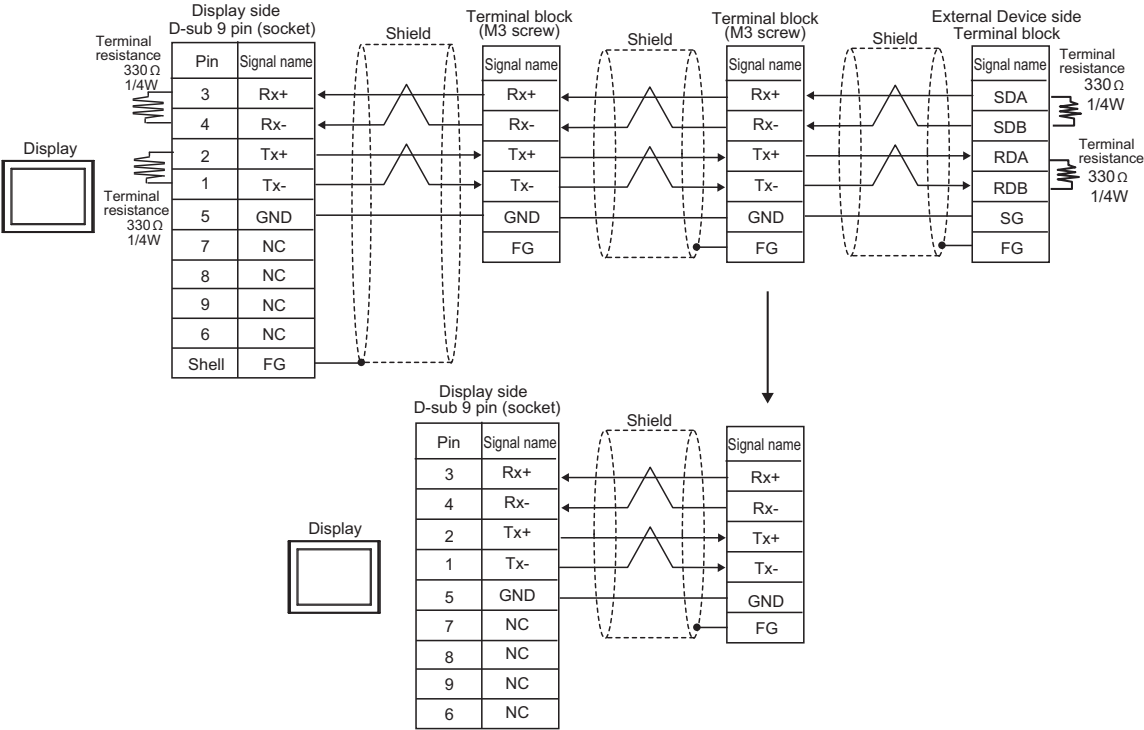 Display side
D-sub 9 pin (socket)
Terminal
resistance
330Ω
1/4W
Pin Signal name
3 Rx+
4 Rx-
2 Tx+
1 Tx-
5 GND
7 NC
8 NC
9 NC
6 NC
Shell FG
Display
Terminal
resistance
330Ω
1/4W
Shield
Terminal block
(M3 screw)
Signal name
Rx+
Rx-
Tx+
Tx-
GND
FG
Shield
Terminal block
(M3 screw)
Signal name
Rx+
Rx-
Tx+
Tx-
GND
FG
Shield
External Device side
Terminal block
Signal name
SDA
SDB
RDA
RDB
SG
FG
Terminal
resistance
330Ω
1/4W
Terminal
resistance
330Ω
1/4W
Display side
D-sub 9 pin (socket)
Pin Signal name
3 Rx+
4 Rx-
2 Tx+
1 Tx-
5 GND
7 NC
8 NC
9 NC
6 NC
Display
Shield
Signal name
Rx+
Rx-
Tx+
Tx-
GND
FG